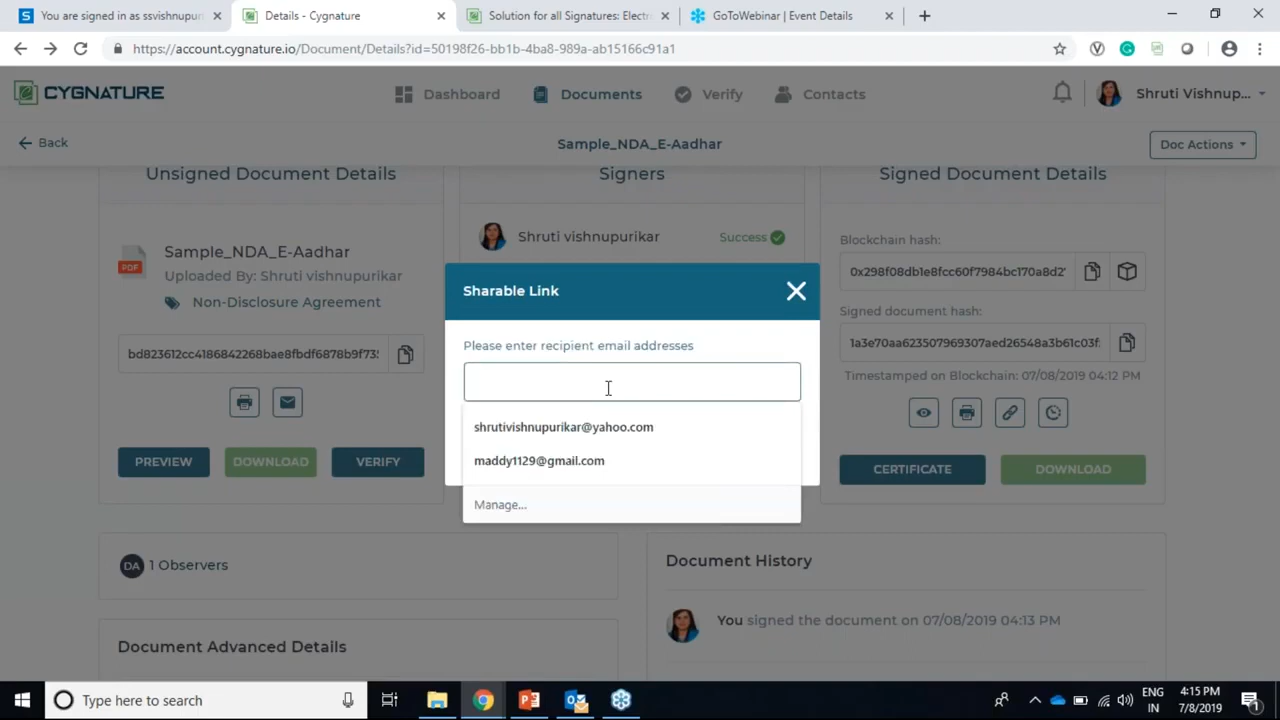 You are signed in as ssvishnupur
Details - Cygnature
Solution for all Signatures: Electr
GoToWebinar | Event Details
https://account.cygnature.io/Document/Details?id=50198f26-bb1b-4ba8-989a-ab15166c91a1
CYGNATURE
Dashboard
Documents
Verify
Contacts
Shruti Vishnup...
Back
Sample_NDA_E-Aadhar
Doc Actions
Unsigned Document Details
Signers
Signed Document Details
Sample_NDA_E-Aadhar
Uploaded By: Shruti vishnupurikar
PDF
Non-Disclosure Agreement
bd823612cc4186842268bae8fbdf6878b9f73
PREVIEW
DOWNLOAD
VERIFY
Shruti vishnupurikar
Success
Sharable Link
Please enter recipient email addresses
shrutivishnupurikar@yahoo.com
maddy1129@gmail.com
Manage...
Blockchain hash:
0x298f08db1e8fcc60f7984bc170a8d2
Signed document hash:
1a3e70aa623507969307aed26548a3b61c03f
Timestamped on Blockchain: 07/08/2019 04:12 PM
CERTIFICATE
DOWNLOAD
DA 1 Observers
Document Advanced Details
Document History
You signed the document on 07/08/2019 04:13 PM
Type here to search
ENG
IN
4:15 PM
7/8/2019
1